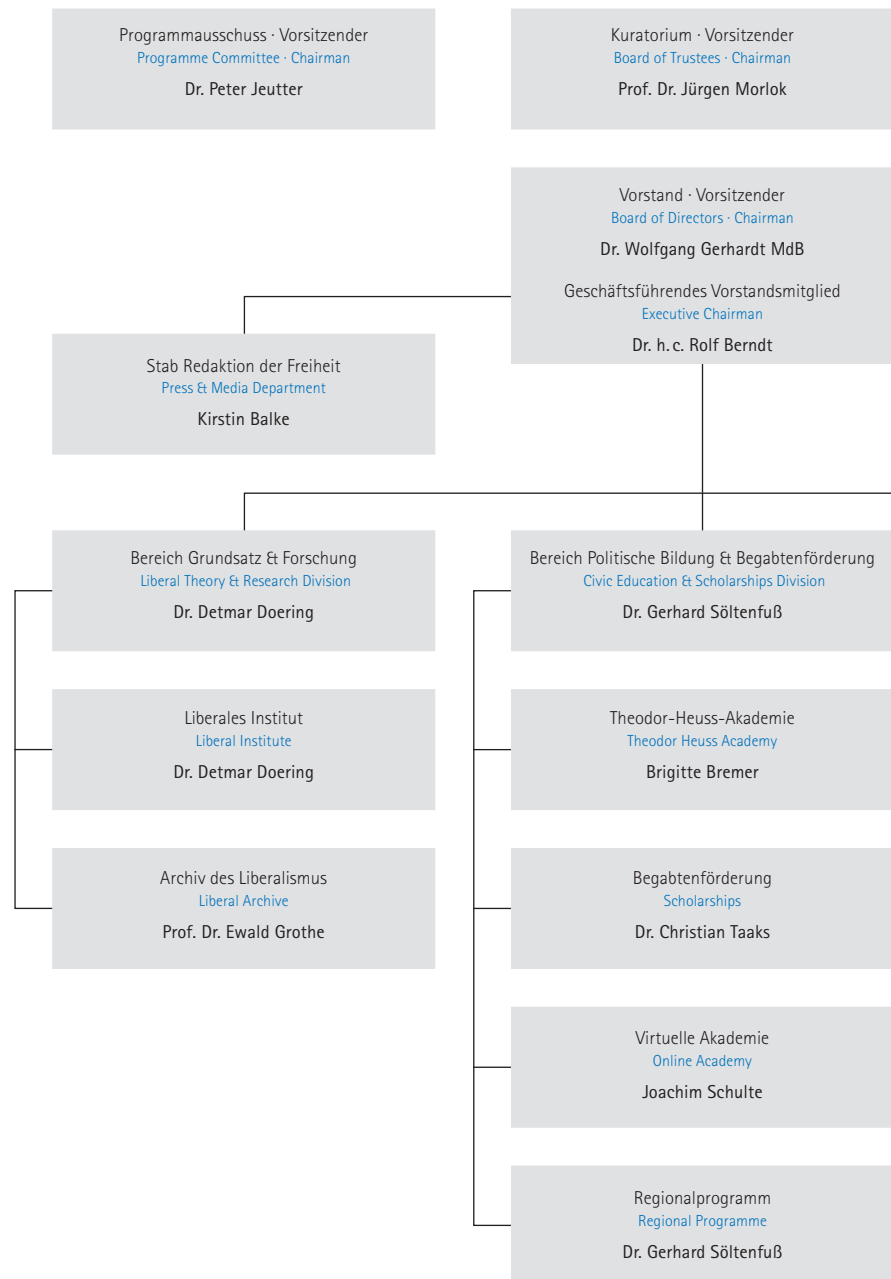 Programmausschuss · Vorsitzender
Programme Committee · Chairman
Dr. Peter Jeutter
Kuratorium · Vorsitzender
Board of Trustees · Chairman
Prof. Dr. Jürgen Morlok
Vorstand · Vorsitzender
Board of Directors · Chairman
Dr. Wolfgang Gerhardt MdB
Geschäftsführendes Vorstandsmitglied
Executive Chairman
Dr. h. c. Rolf Berndt
Stab Redaktion der Freiheit
Press & Media Department
Kirstin Balke
Bereich Grundsatz & Forschung
Liberal Theory & Research Division
Dr. Detmar Doering
Liberales Institut
Liberal Institute
Dr. Detmar Doering
Archiv des Liberalismus
Liberal Archive
Prof. Dr. Ewald Grothe
Bereich Politische Bildung & Begabtenförderung
Civic Education & Scholarships Division
Dr. Gerhard Söltenfuß
Theodor-Heuss-Akademie
Theodor Heuss Academy
Brigitte Bremer
Begabtenförderung
Scholarships
Dr. Christian Taaks
Virtuelle Akademie
Online Academy
Joachim Schulte
Regionalprogramm
Regional Programme
Dr. Gerhard Söltenfuß